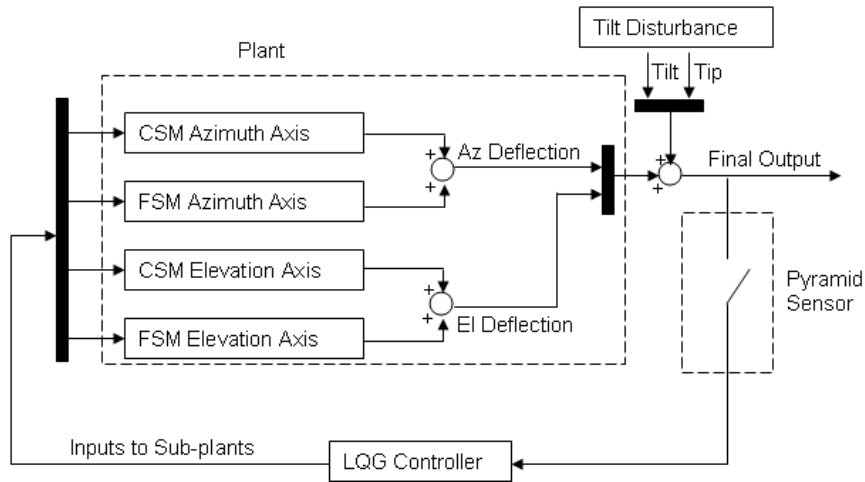 Tilt Disturbance
Plant
Tilt
Tip
CSM Azimuth Axis
+
+
Az Deflection
FSM Azimuth Axis
+
+
Final Output
CSM Elevation Axis
+
+
El Deflection
FSM Elevation Axis
Pyramid
Sensor
Inputs to Sub-plants
LQG Controller